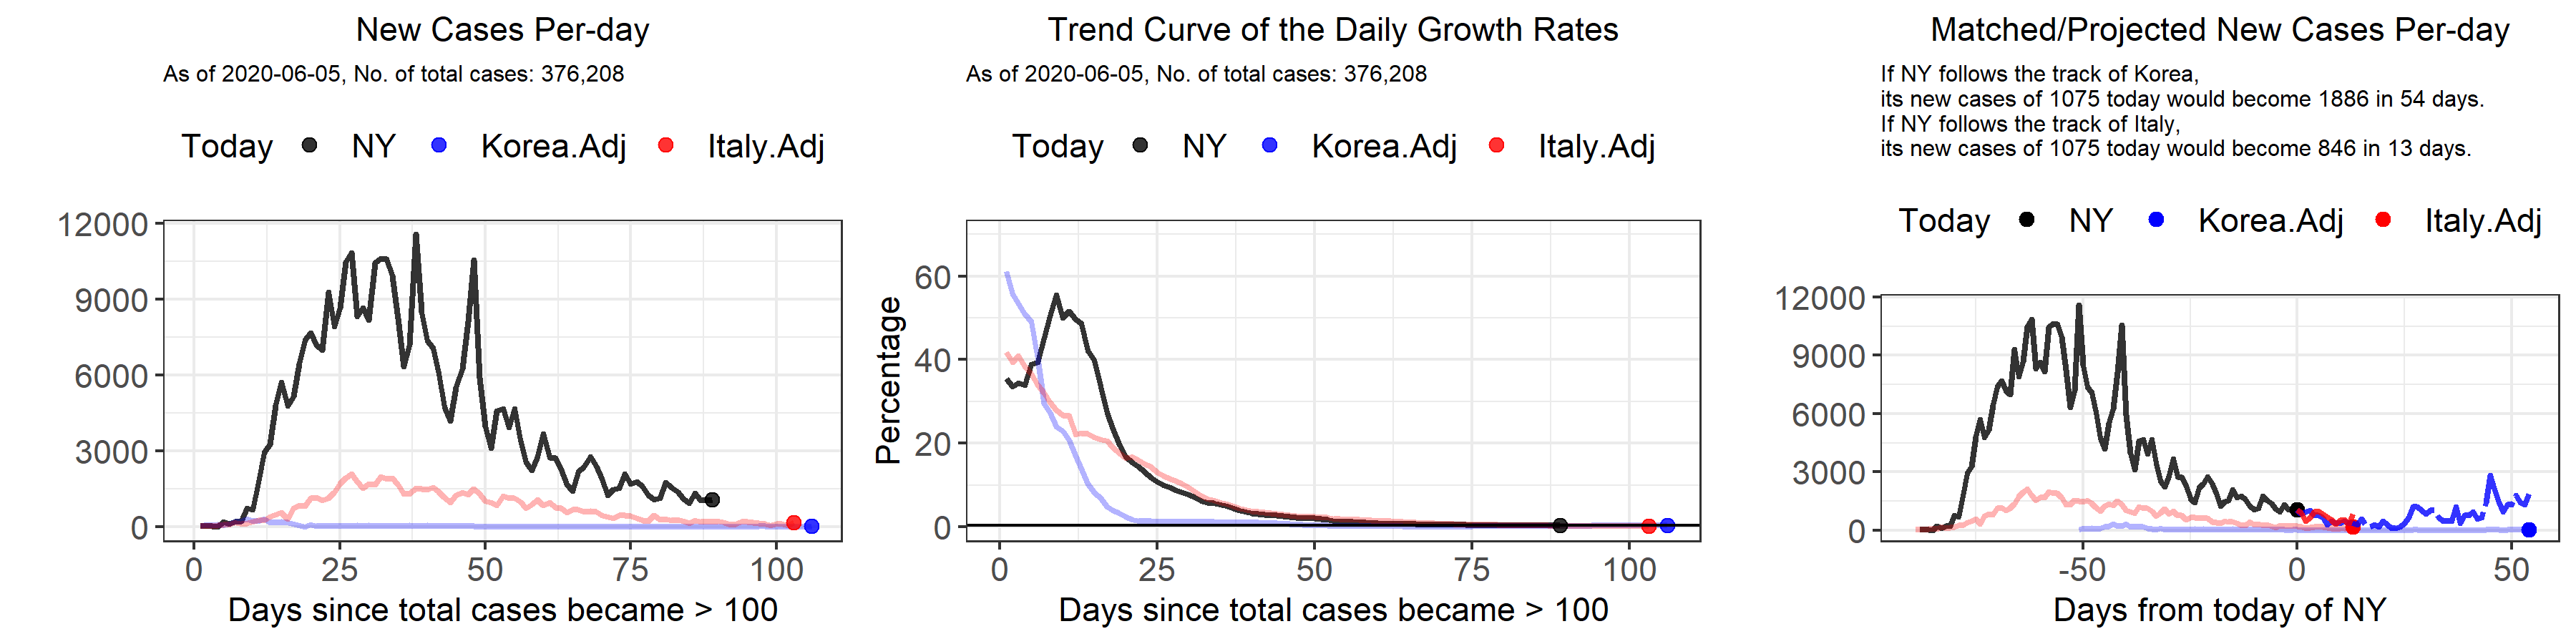 New Cases Per-day
As of 2020-06-05, No. of total cases: 376,208
Today NY Korea.Adj Italy.Adj
12000
9000
6000
3000
0
0 25 50 75 100
Days since total cases became > 100
Trend Curve of the Daily Growth Rates
As of 2020-06-05, No. of total cases: 376,208
Today NY Korea.Adj Italy.Adj
Percentage
60
40
20
0
0 25 50 75 100
Days since total cases became > 100
Matched/Projected New Cases Per-day
If NY follows the track of Korea,
its new cases of 1075 today would become 1886 in 54 days.
If NY follows the track of Italy,
its new cases of 1075 today would become 846 in 13 days.
Today NY Korea.Adj Italy.Adj
12000
9000
6000
3000
0
-50 0 50
Days from today of NY